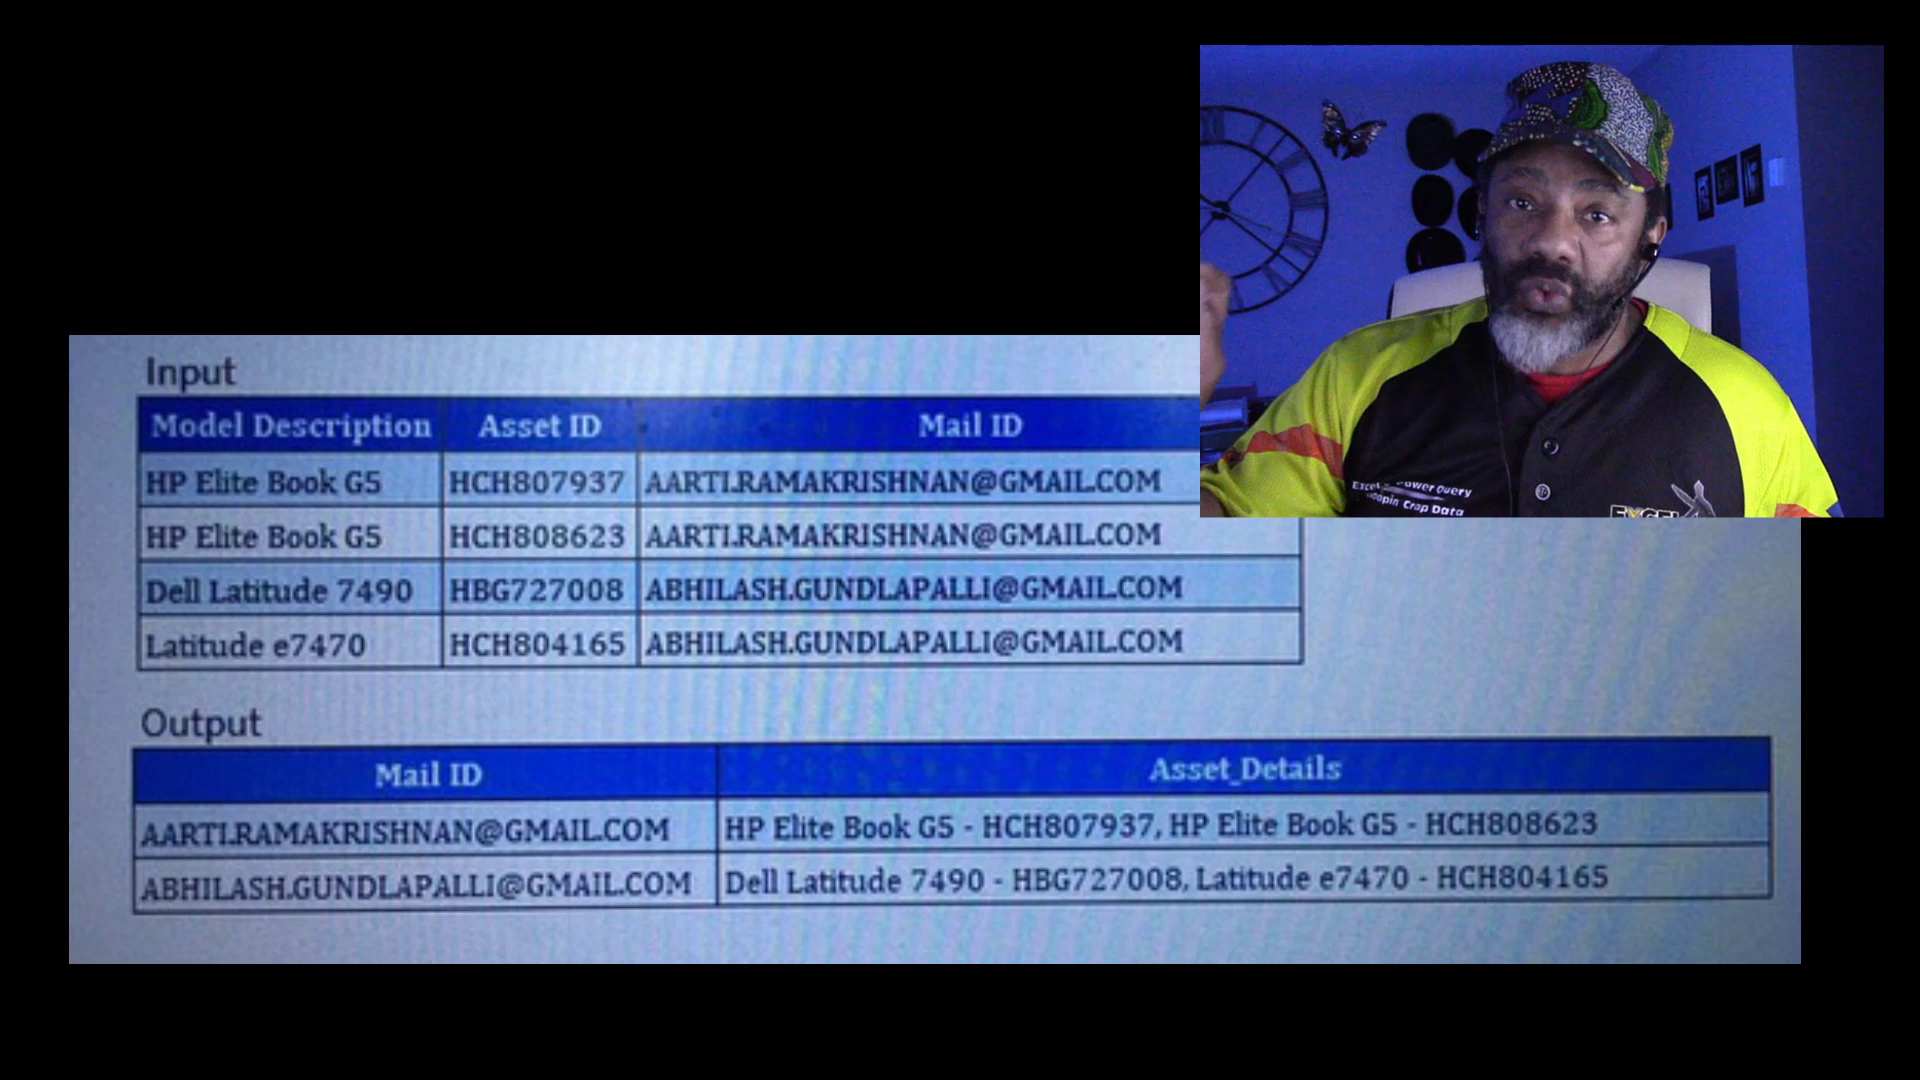 Input
Model Description Asset ID Mail ID
HP Elite Book G5 HCH807937 AARTI.RAMAKRISHNAN@GMAIL.COM
HP Elite Book G5 HCH808623 AARTI.RAMAKRISHNAN@GMAIL.COM
Dell Latitude 7490 HBG727008 ABHILASH.GUNDLAPALLI@GMAIL.COM
Latitude e7470 HCH804165 ABHILASH.GUNDLAPALLI@GMAIL.COM
Output
Mail ID Asset_Details
AARTI.RAMAKRISHNAN@GMAIL.COM HP Elite Book G5 - HCH807937, HP Elite Book G5 - HCH808623
ABHILASH.GUNDLAPALLI@GMAIL.COM Dell Latitude 7490 - HBG727008, Latitude e7470 - HCH804165
Power Query
Crap Data